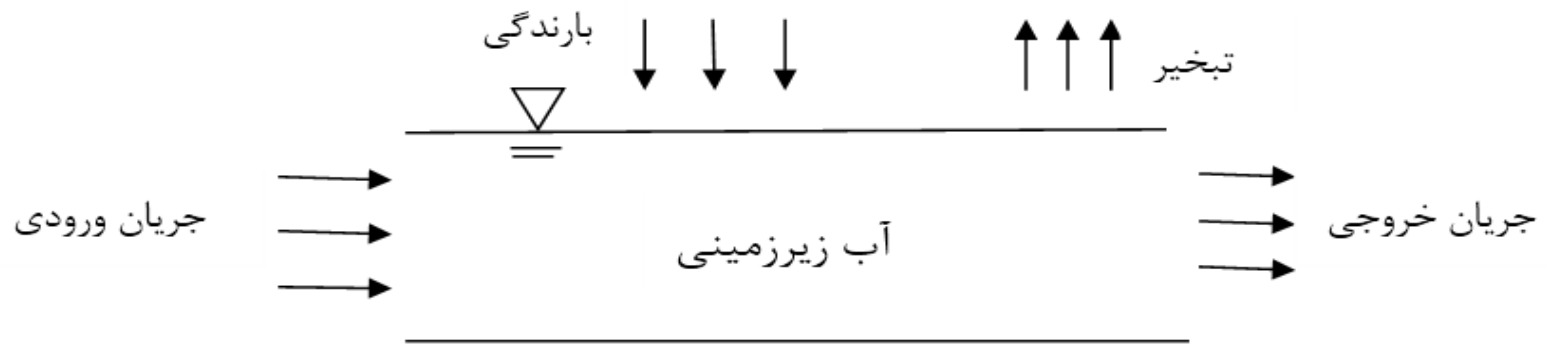 بارندگی
تبخیر
جریان ورودی
آب زیرزمینی
جریان خروجی